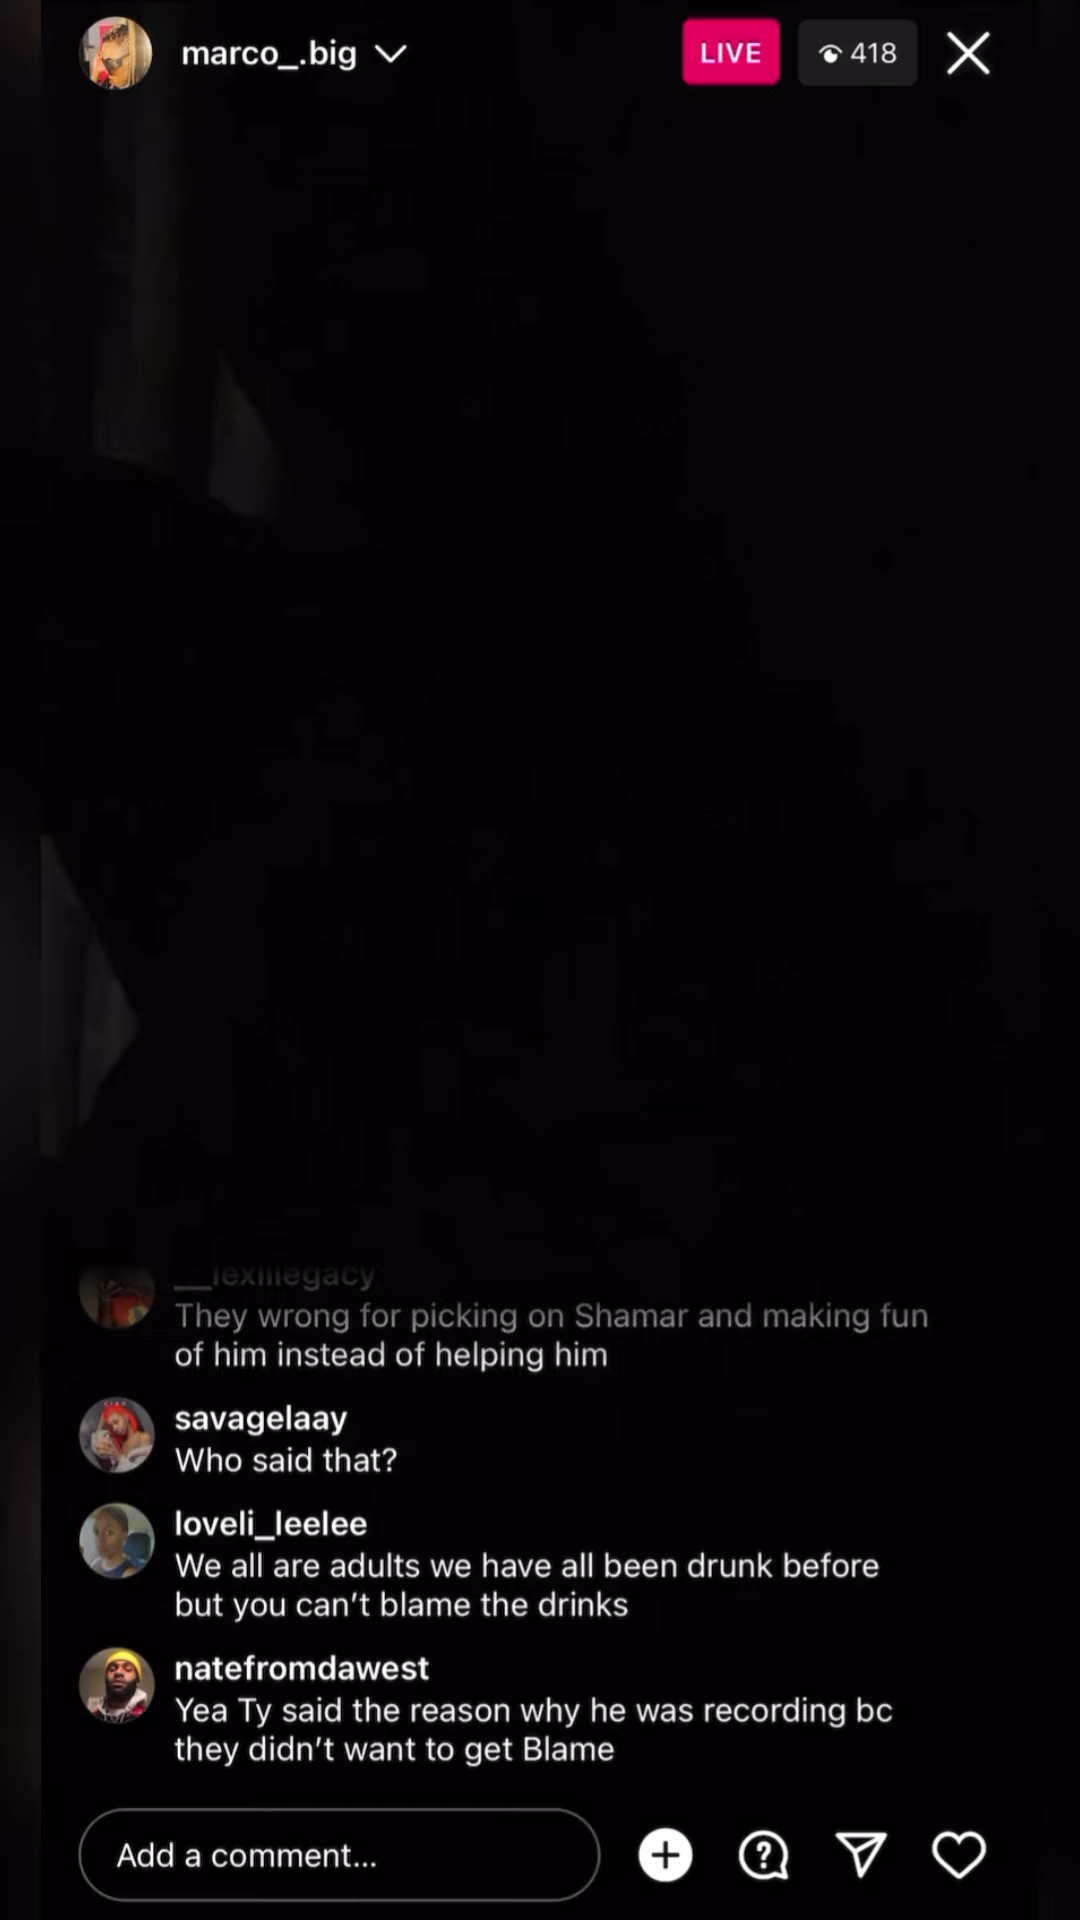 marco_.big
LIVE
418
__lexiilegacy
They wrong for picking on Shamar and making fun
of him instead of helping him
savagelaay
Who said that?
loveli_leelee
We all are adults we have all been drunk before
but you can’t blame the drinks
natefromdawest
Yea Ty said the reason why he was recording bc
they didn’t want to get Blame
Add a comment...